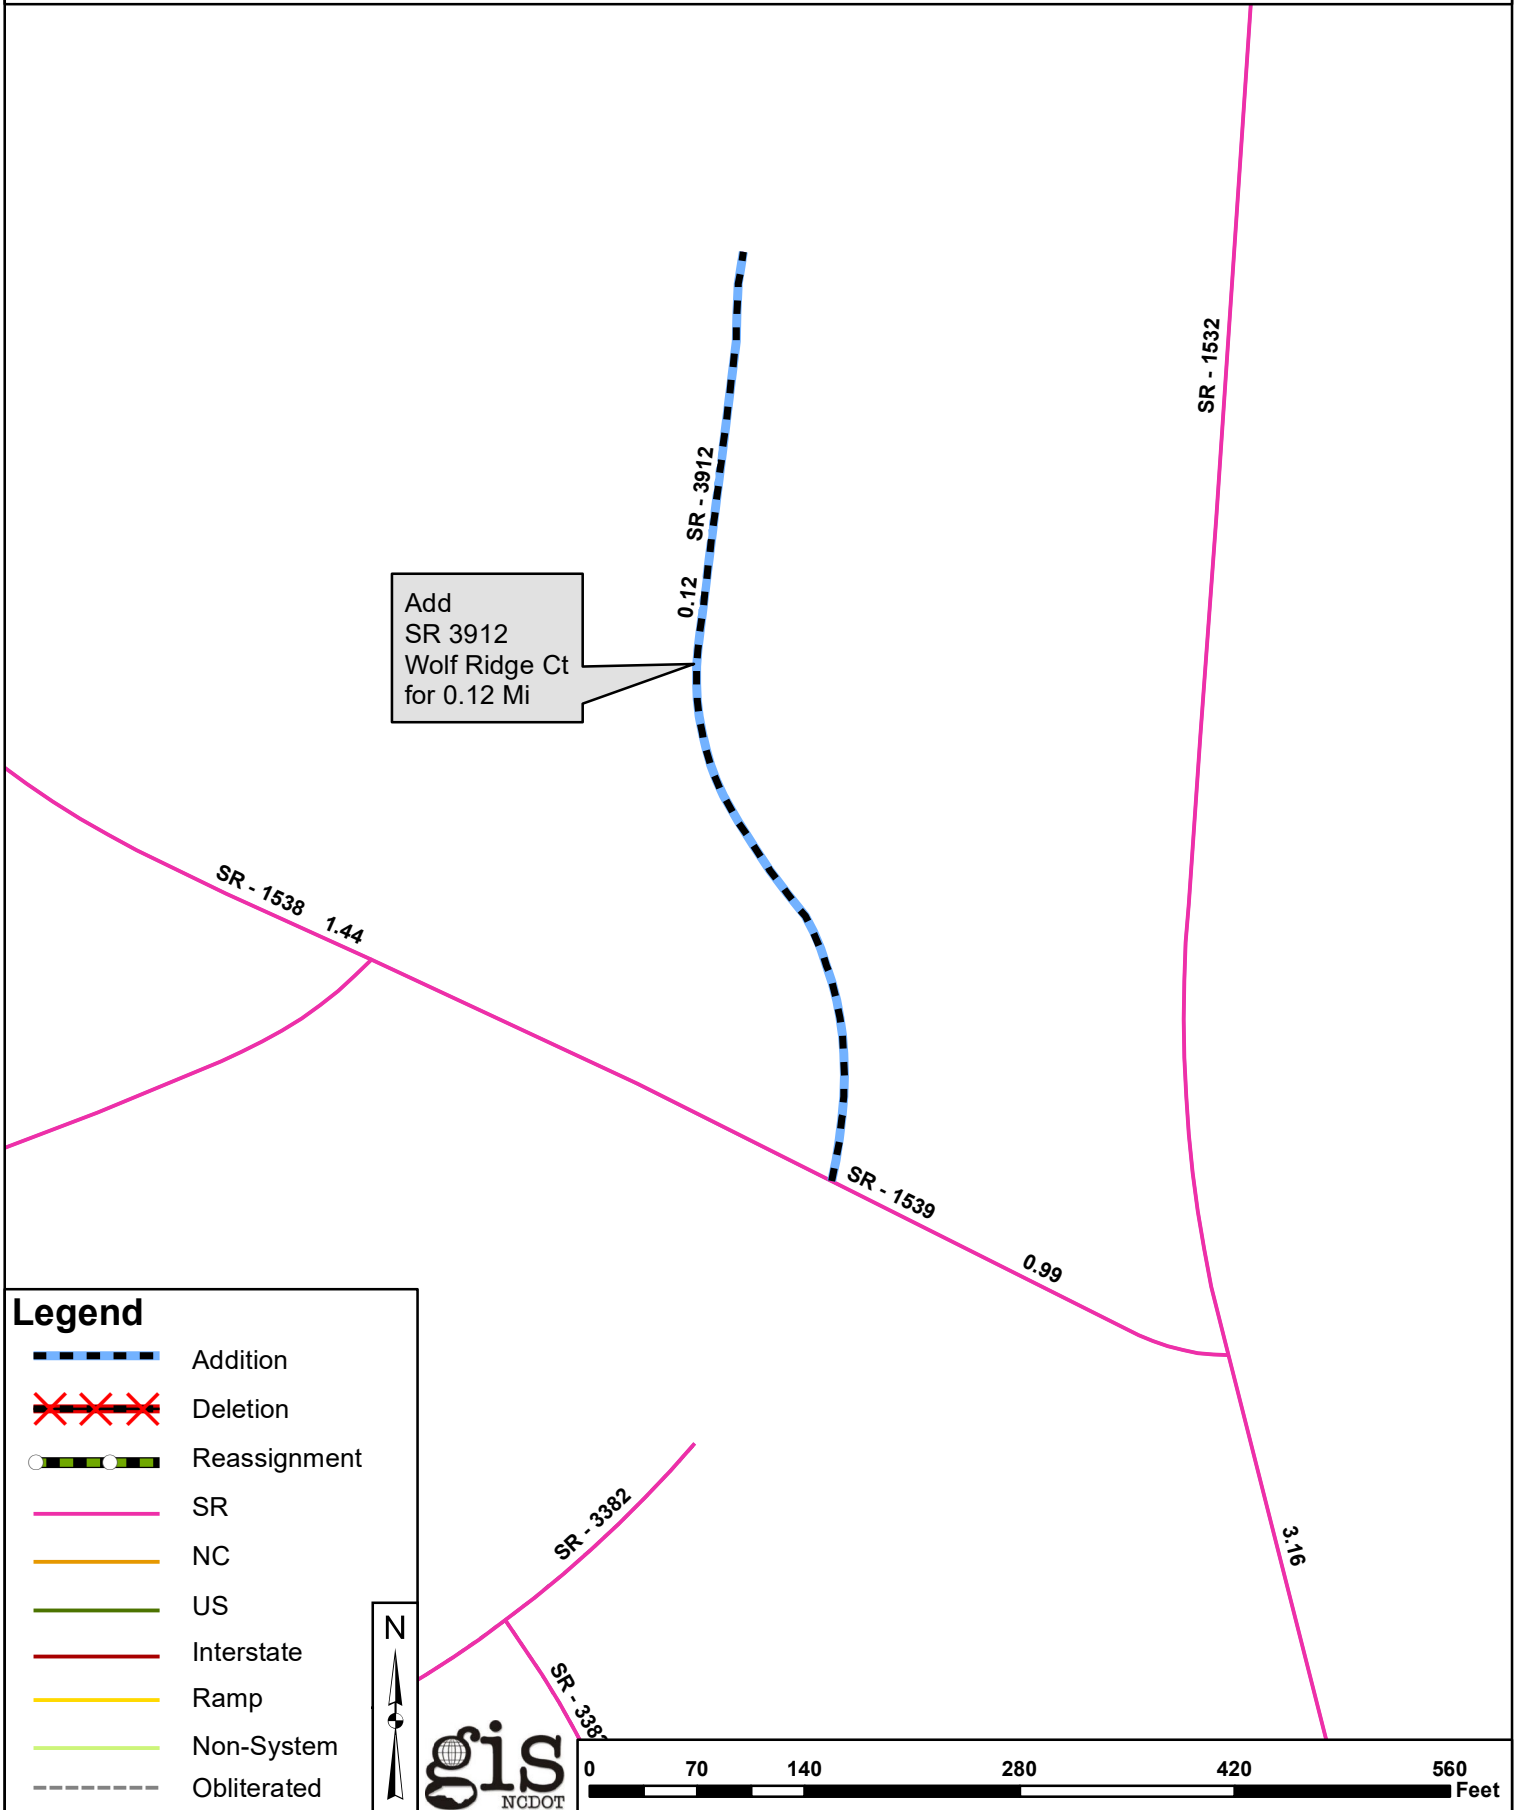 SR - 1532
SR - 3912
0.12
Add
SR 3912
Wolf Ridge Ct
for 0.12 Mi
SR - 1538 1.44
SR - 1539
0.99
Legend
Addition
Deletion
Reassignment
SR
NC
US
Interstate
Ramp
Non-System
Obliterated
SR - 3382
3.16
N
SR -
gis
NCDOT
0 70 140 280 420 560
Feet